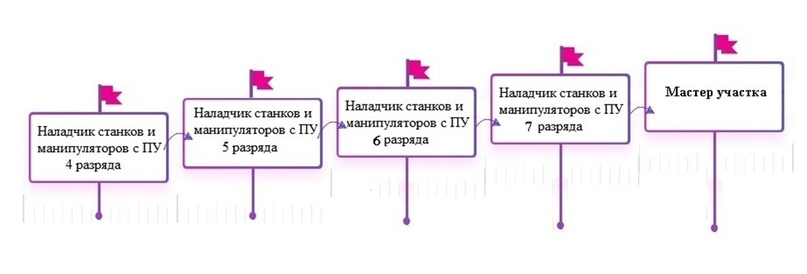 Наладчик станков и
манипуляторов с ПУ
4 разряда
Наладчик станков и
манипуляторов с ПУ
5 разряда
Наладчик станков и
манипуляторов с ПУ
6 разряда
Наладчик станков и
манипуляторов с ПУ
7 разряда
Мастер участка